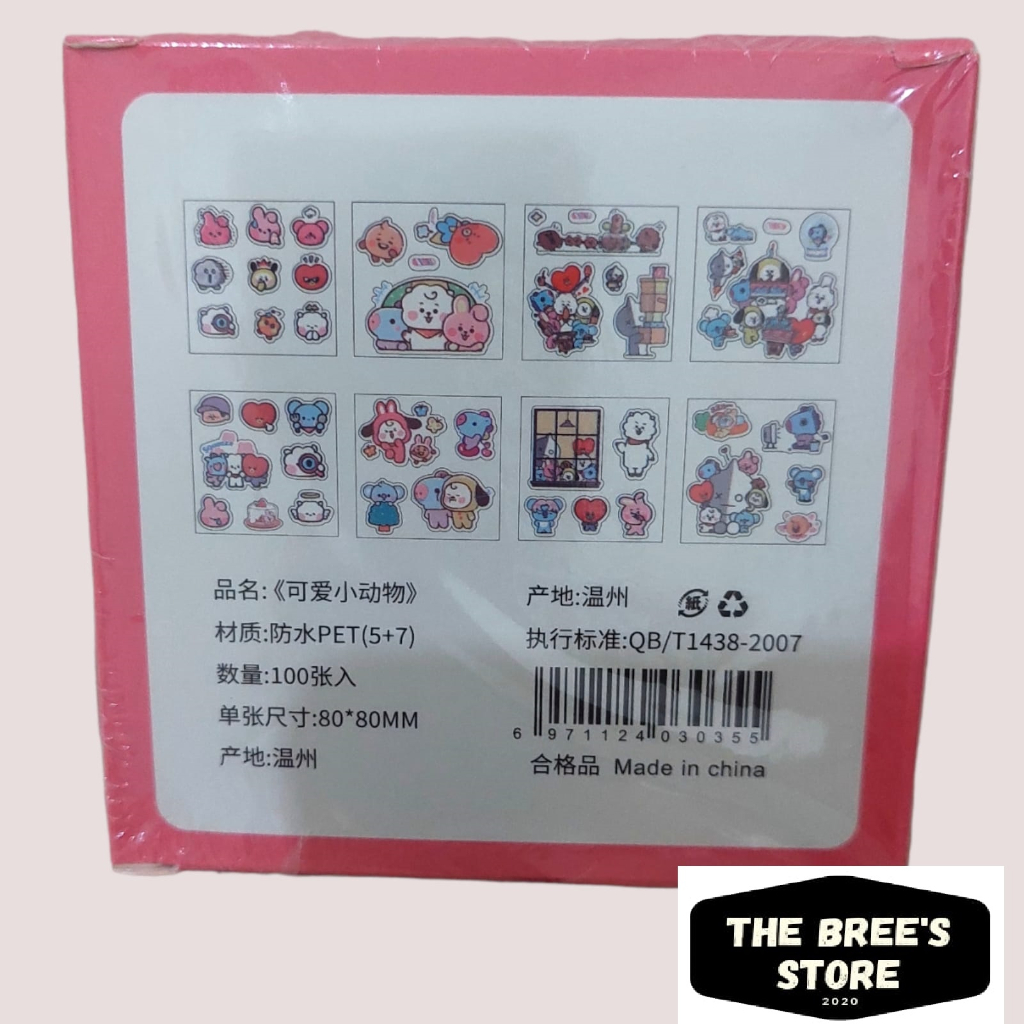 品名:《可爱小动物》
材质:防水PET(5+7)
数量:100张入
单张尺寸:80*80MM
产地:温州
产地:温州
紙
执行标准:QB/T1438-2007
6 971124 030355
合格品 Made in china
THE BREE'S
STORE
2020